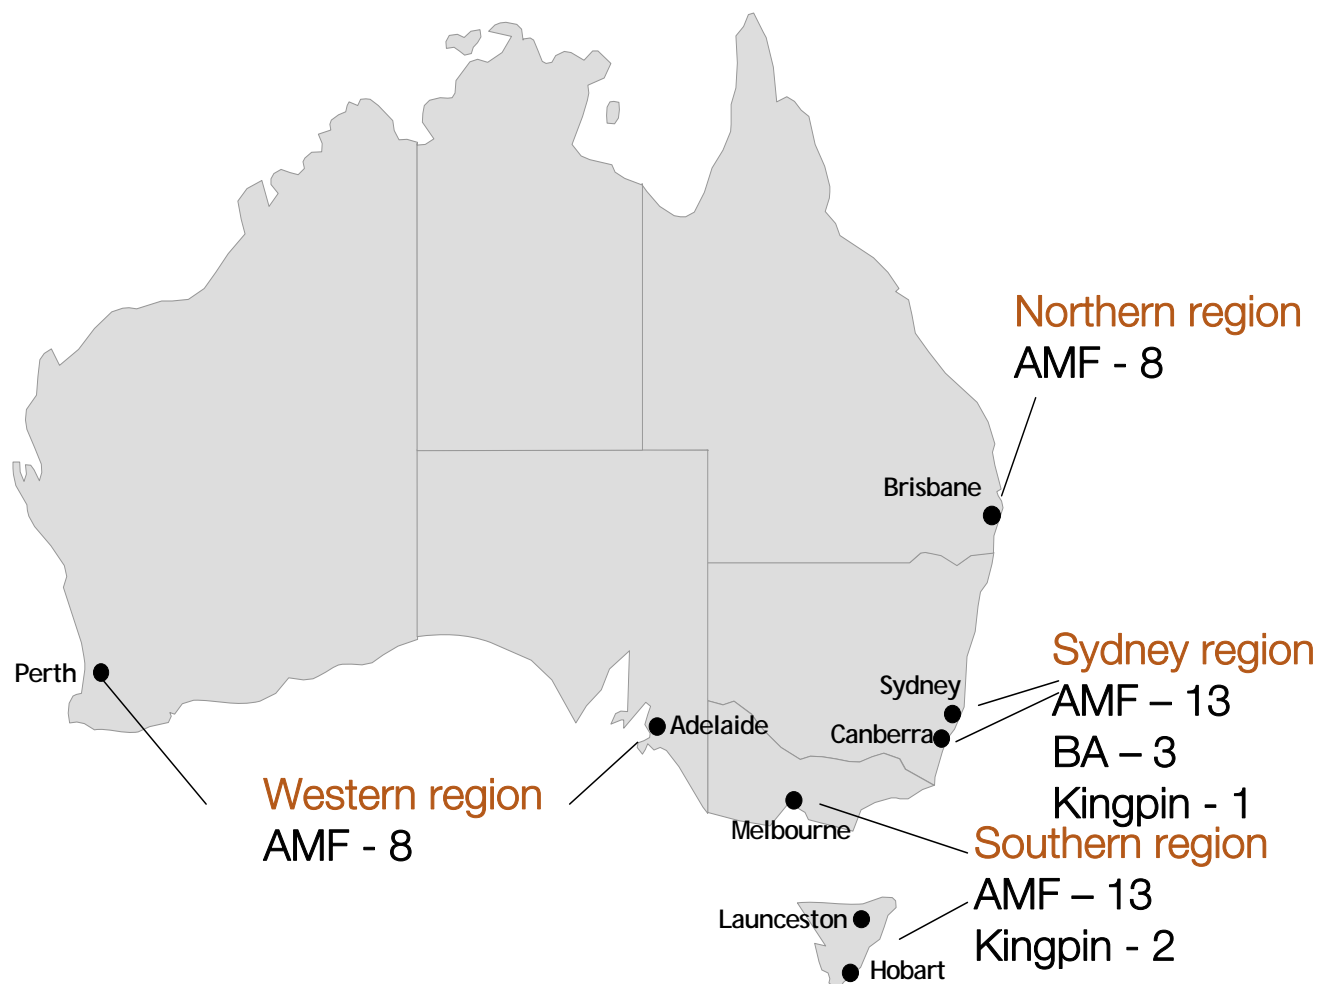 Northern region
AMF - 8
Brisbane
Sydney region
AMF – 13
BA – 3
Kingpin - 1
Sydney
Canberra
Perth
Adelaide
Western region
AMF - 8
Melbourne
Southern region
AMF – 13
Kingpin - 2
Launceston
Hobart